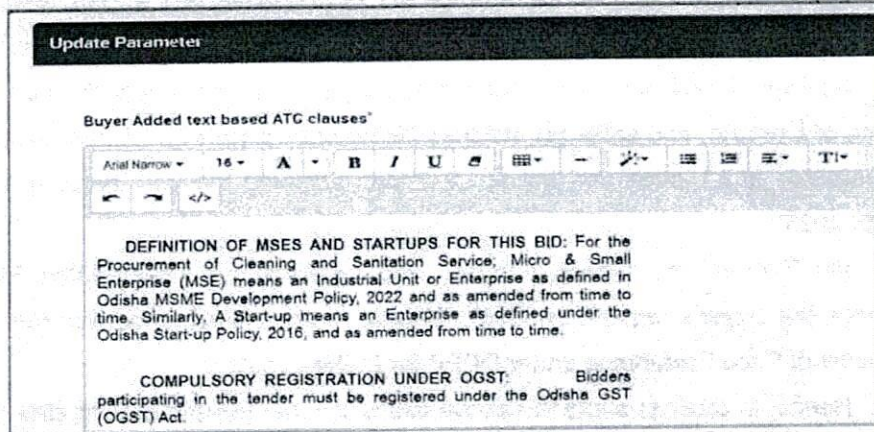 Update Parameter
Buyer Added text based ATC clauses*
Arial Narrow 16 A B I U T!
</>
DEFINITION OF MSES AND STARTUPS FOR THIS BID: For the
Procurement of Cleaning and Sanitation Service; Micro & Small
Enterprise (MSE) means an Industrial Unit or Enterprise as defined in
Odisha MSME Development Policy, 2022 and as amended from time to
time. Similarly, A Start-up means an Enterprise as defined under the
Odisha Start-up Policy, 2016, and as amended from time to time.
COMPULSORY REGISTRATION UNDER OGST: Bidders
participating in the tender must be registered under the Odisha GST
(OGST) Act.